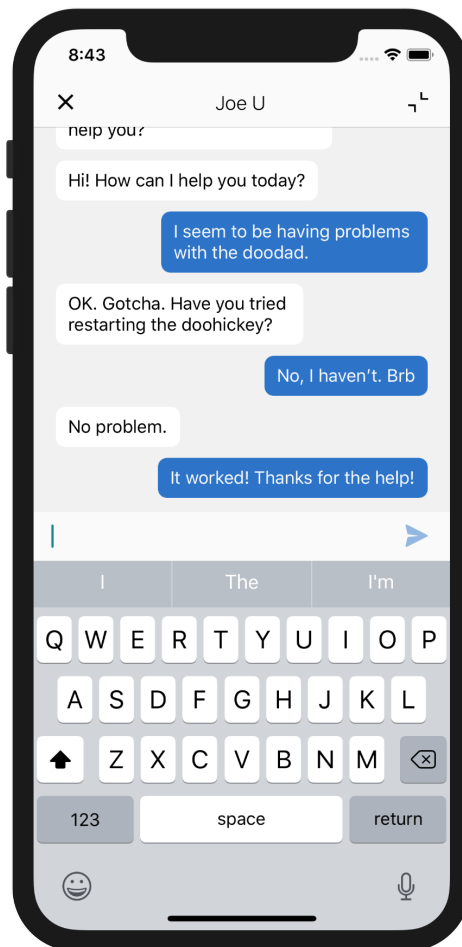 8:43
Joe U
help you?
Hi! How can I help you today?
I seem to be having problems
with the doodad.
OK. Gotcha. Have you tried
restarting the doohickey?
No, I haven't. Brb
No problem.
It worked! Thanks for the help!
I The I'm
Q W E R T Y U I O P
A S D F G H J K L
Z X C V B N M
123 space return